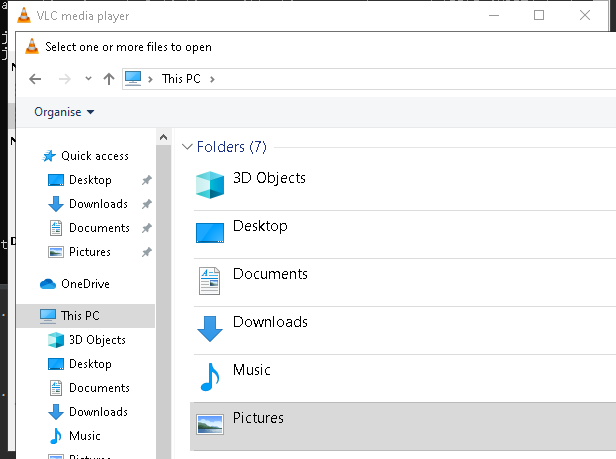 VLC media player
Select one or more files to open
This PC
Organise
Quick access
Desktop
Downloads
Documents
Pictures
OneDrive
This PC
3D Objects
Desktop
Documents
Downloads
Music
Folders (7)
3D Objects
Desktop
Documents
Downloads
Music
Pictures